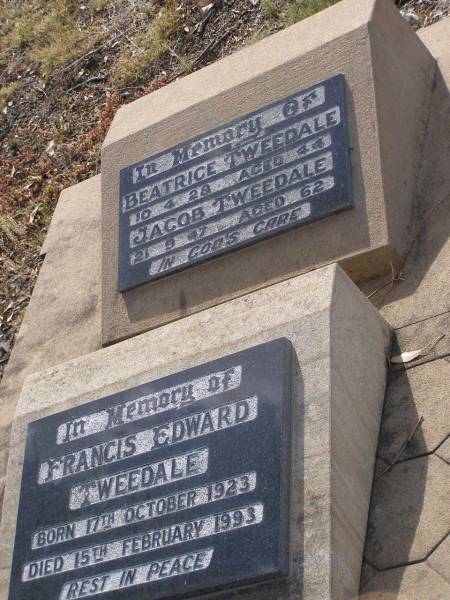 In Memory Of
BEATRICE TWEEDALE
10 4 28 AGED 44
JACOB TWEEDALE
21 9 47 AGED 62
IN GOD'S CARE
In Memory of
FRANCIS EDWARD
TWEEDALE
BORN 17TH OCTOBER 1923
DIED 15TH FEBRUARY 1993
REST IN PEACE